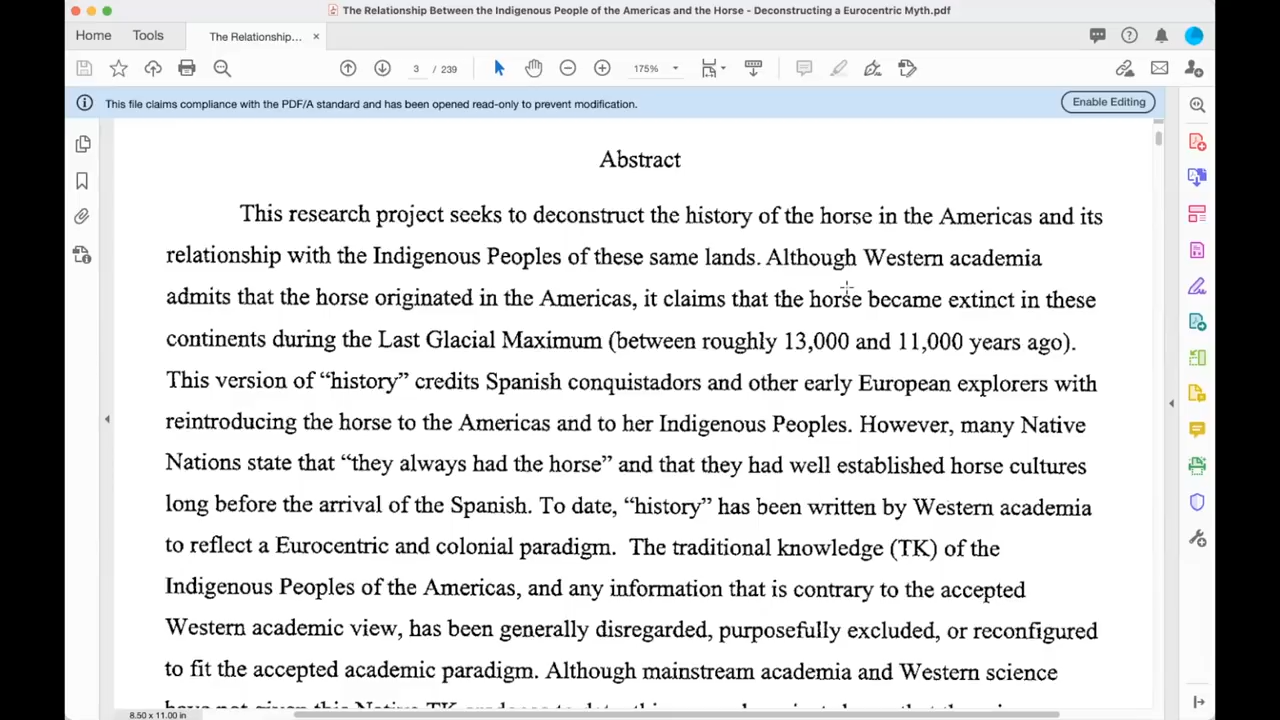 The Relationship Between the Indigenous People of the Americas and the Horse - Deconstructing a Eurocentric Myth.pdf
Home Tools The Relationship... ×
3 / 239 175%
This file claims compliance with the PDF/A standard and has been opened read-only to prevent modification. Enable Editing
Abstract
This research project seeks to deconstruct the history of the horse in the Americas and its
relationship with the Indigenous Peoples of these same lands. Although Western academia
admits that the horse originated in the Americas, it claims that the horse became extinct in these
continents during the Last Glacial Maximum (between roughly 13,000 and 11,000 years ago).
This version of “history” credits Spanish conquistadors and other early European explorers with
reintroducing the horse to the Americas and to her Indigenous Peoples. However, many Native
Nations state that “they always had the horse” and that they had well established horse cultures
long before the arrival of the Spanish. To date, “history” has been written by Western academia
to reflect a Eurocentric and colonial paradigm. The traditional knowledge (TK) of the
Indigenous Peoples of the Americas, and any information that is contrary to the accepted
Western academic view, has been generally disregarded, purposefully excluded, or reconfigured
to fit the accepted academic paradigm. Although mainstream academia and Western science
8.50 x 11.00 in